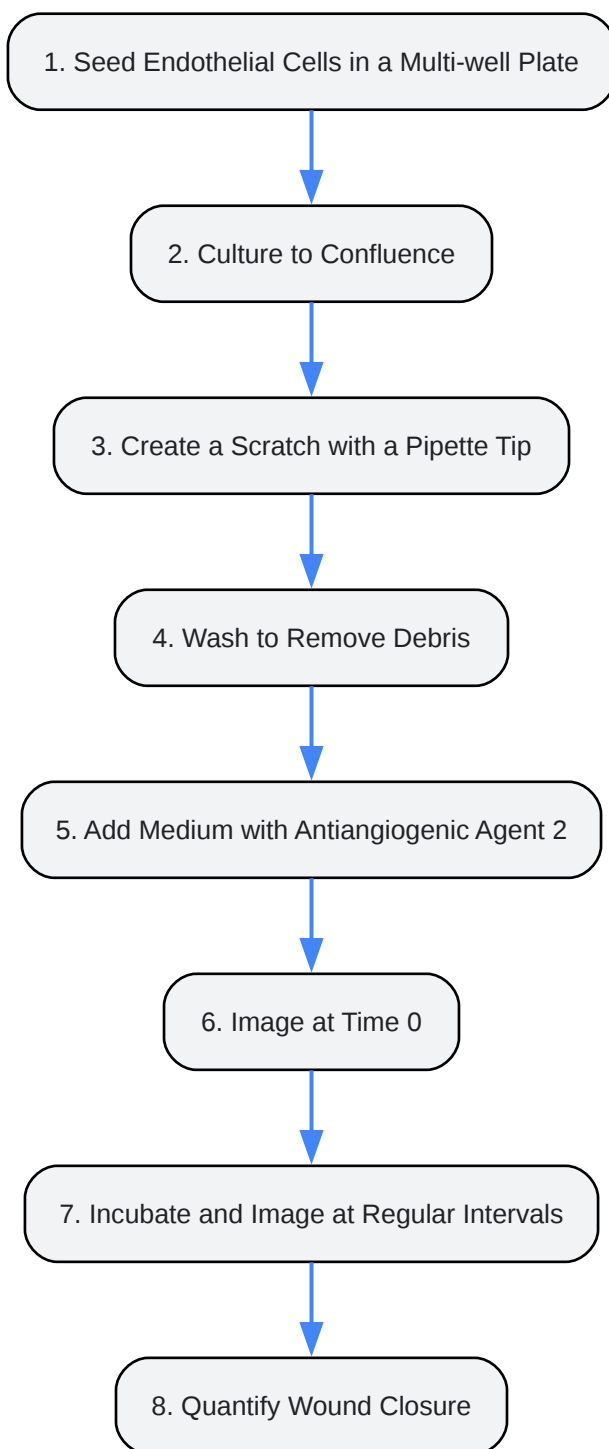 1. Seed Endothelial Cells in a Multi-well Plate
2. Culture to Confluence
3. Create a Scratch with a Pipette Tip
4. Wash to Remove Debris
5. Add Medium with Antiangiogenic Agent 2
6. Image at Time 0
7. Incubate and Image at Regular Intervals
8. Quantify Wound Closure